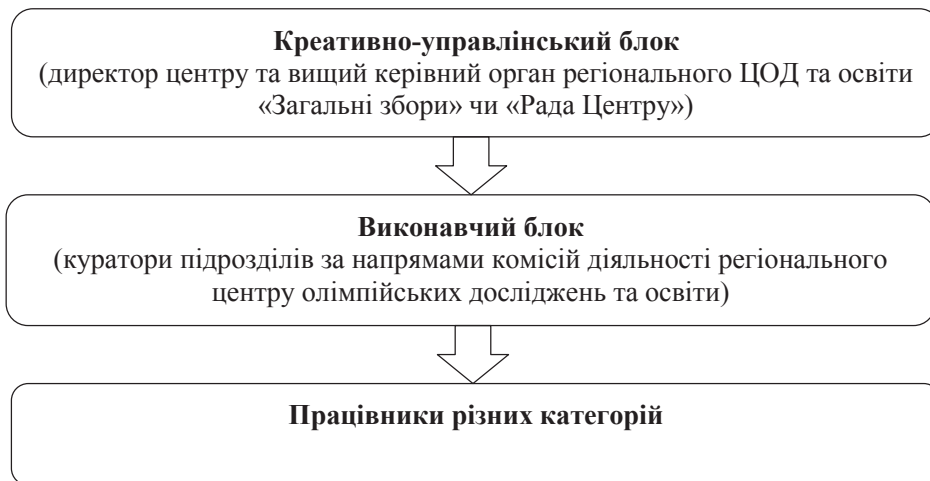 Креативно-управлінський блок
(директор центру та вищий керівний орган регіонального ЦОД та освіти
«Загальні збори» чи «Рада Центру»)
Виконавчий блок
(куратори підрозділів за напрямами комісій діяльності регіонального
центру олімпійських досліджень та освіти)
Працівники різних категорій